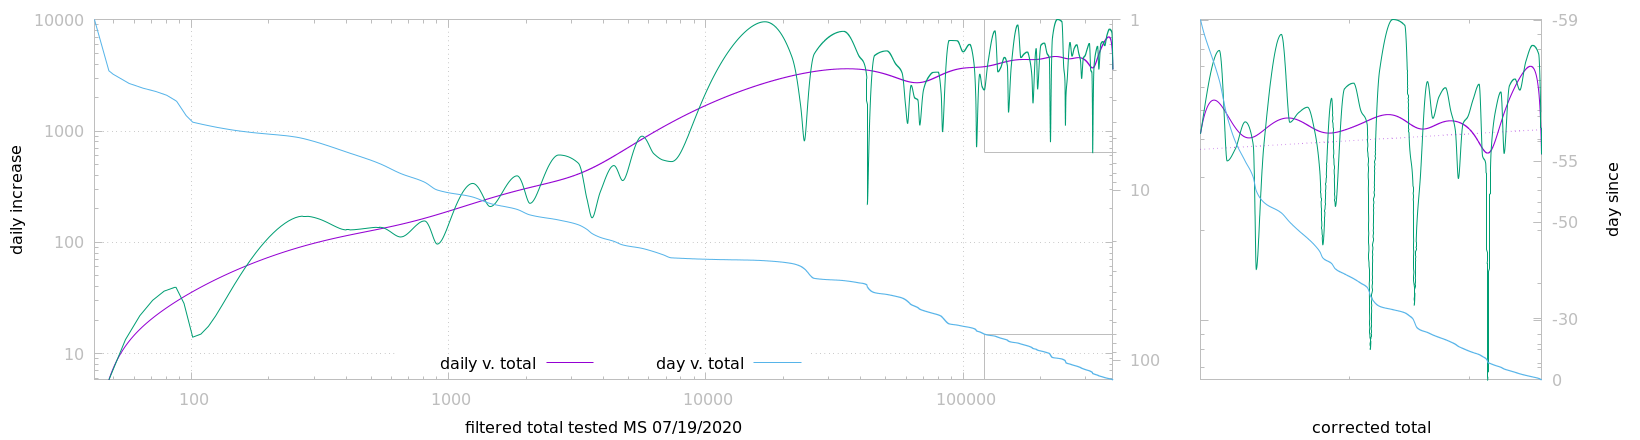 10000
1000
100
10
daily increase
daily v. total
day v. total
100
1000
10000
100000
filtered total tested MS 07/19/2020
1
10
100
-59
-55
-50
-30
0
day since
corrected total